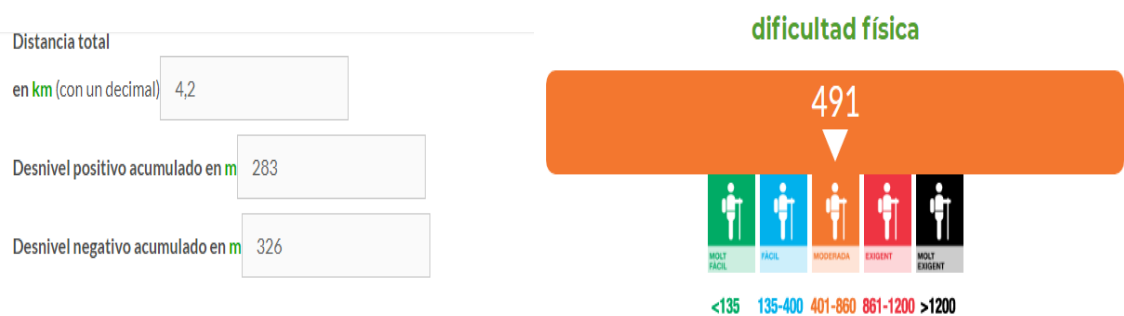 Distancia total
en km (con un decimal) 4,2
Desnivel positivo acumulado en m 283
Desnivel negativo acumulado en m 326
dificultad física
491
MOLT FÀCIL
FÀCIL
MODERADA
EXIGENT
MOLT EXIGENT
<135 135-400 401-860 861-1200 >1200